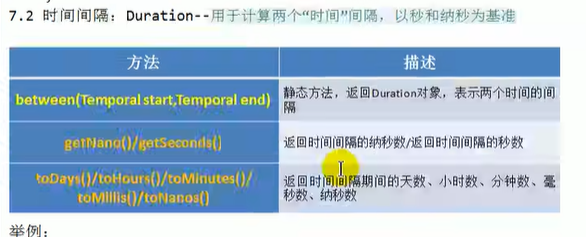 7.2 时间间隔: Duration--用于计算两个“时间”间隔，以秒和纳秒为基准
方法
描述
between(Temporal start,Temporal end)
静态方法，返回Duration对象，表示两个时间的间
隔
getNano()/getSeconds()
返回时间间隔的纳秒数/返回时间间隔的秒数
toDays()/toHours()/toMinutes()/
toMillis()/toNanos()
返回时间间隔期间的天数、小时数、分钟数、毫
秒数、纳秒数
举例: